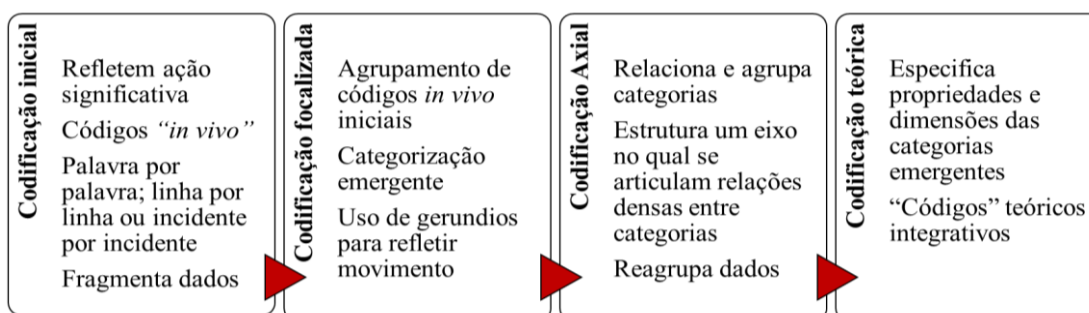 Codificação inicial
Refletem ação
significativa
Códigos “in vivo”
Palavra por
palavra; linha por
linha ou incidente
por incidente
Fragmenta dados
Codificação focalizada
Agrupamento de
códigos in vivo
iniciais
Categorização
emergente
Uso de gerundios
para refletir
movimento
Codificação Axial
Relaciona e agrupa
categorias
Estrutura um eixo
no qual se
articulam relações
densas entre
categorias
Reagrupa dados
Codificação teórica
Especifica
propriedades e
dimensões das
categorias
emergentes
“Códigos” teóricos
integrativos